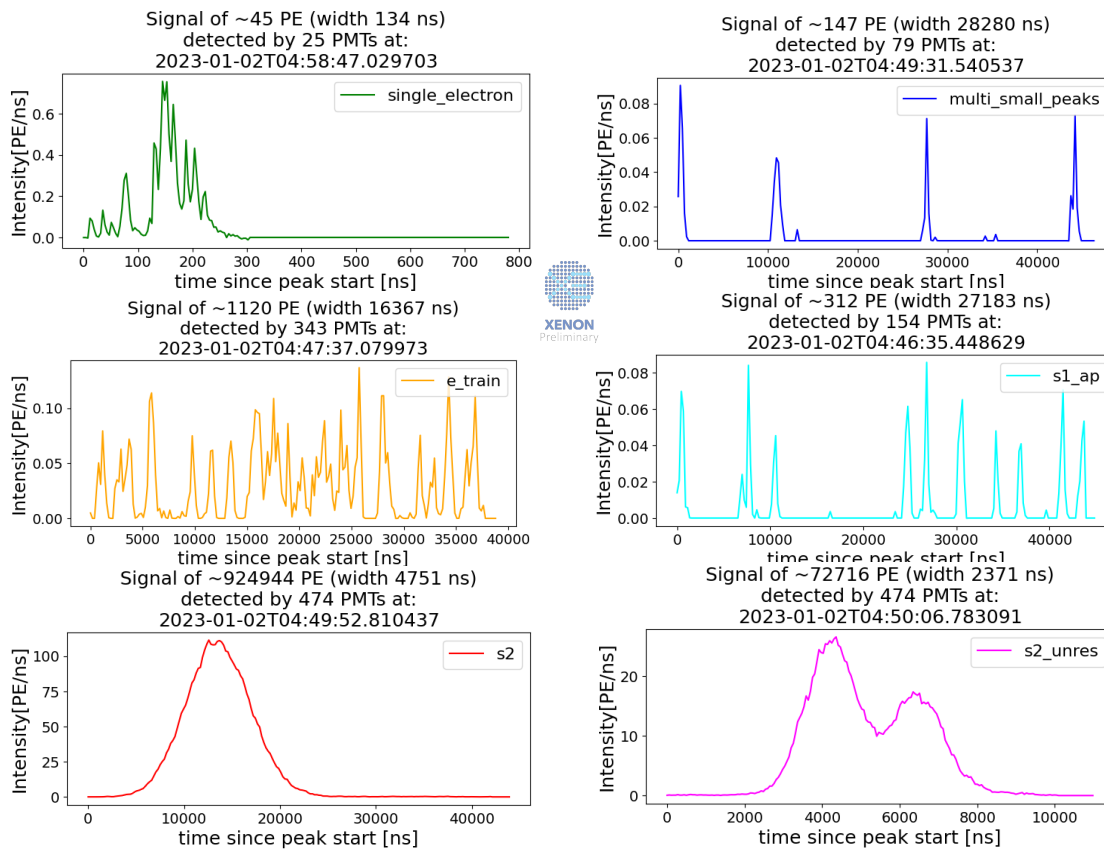 Signal of ~45 PE (width 134 ns)
detected by 25 PMTs at:
2023-01-02T04:58:47.029703
Intensity[PE/ns]
0.6
0.4
0.2
0.0
single_electron
0 100 200 300 400 500 600 700 800
time since peak start [ns]
Signal of ~147 PE (width 28280 ns)
detected by 79 PMTs at:
2023-01-02T04:49:31.540537
Intensity[PE/ns]
0.08
0.06
0.04
0.02
0.00
multi_small_peaks
0 10000 20000 30000 40000
time since peak start [ns]
XENON
Preliminary
Signal of ~1120 PE (width 16367 ns)
detected by 343 PMTs at:
2023-01-02T04:47:37.079973
Intensity[PE/ns]
0.10
0.05
0.00
e_train
0 5000 10000 15000 20000 25000 30000 35000 40000
time since peak start [ns]
Signal of ~312 PE (width 27183 ns)
detected by 154 PMTs at:
2023-01-02T04:46:35.448629
Intensity[PE/ns]
0.08
0.06
0.04
0.02
0.00
s1_ap
0 10000 20000 30000 40000
time since peak start [ns]
Signal of ~924944 PE (width 4751 ns)
detected by 474 PMTs at:
2023-01-02T04:49:52.810437
Intensity[PE/ns]
100
75
50
25
0
s2
0 10000 20000 30000 40000
time since peak start [ns]
Signal of ~72716 PE (width 2371 ns)
detected by 474 PMTs at:
2023-01-02T04:50:06.783091
Intensity[PE/ns]
20
10
0
s2_unres
0 2000 4000 6000 8000 10000
time since peak start [ns]